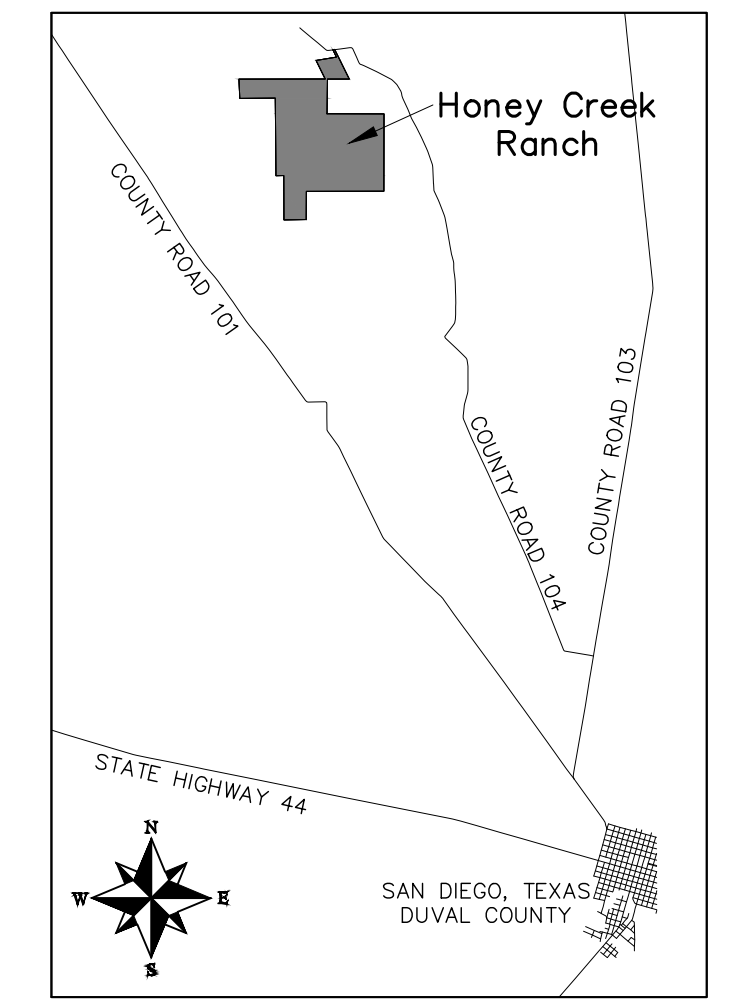 Honey Creek
Ranch
COUNTY ROAD 101
COUNTY ROAD 103
COUNTY ROAD 104
STATE HIGHWAY 44
N
W
E
S
SAN DIEGO, TEXAS
DUVAL COUNTY